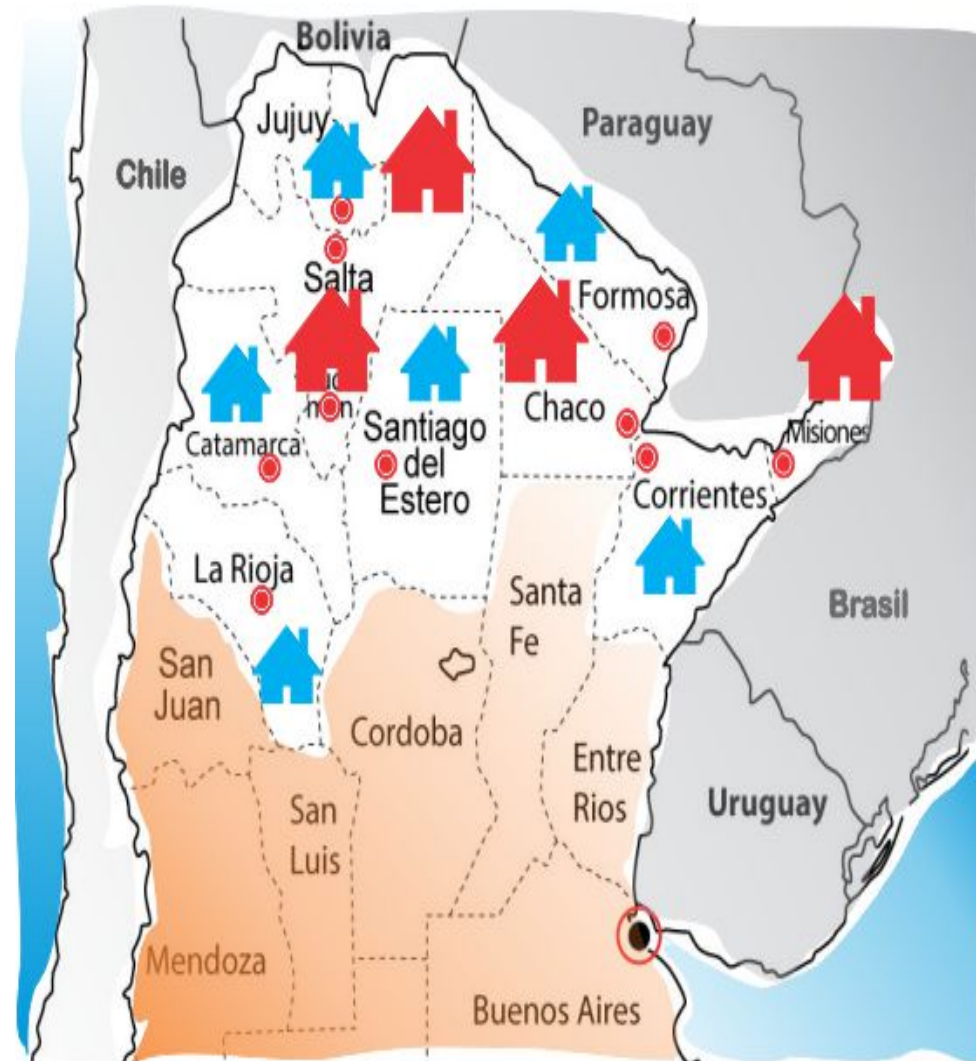 Bolivia
Jujuy
Paraguay
Chile
Salta
Formosa
Chaco
Misiones
Catamarca
Santiago
del
Estero
Corrientes
La Rioja
Santa
Fe
Brasil
San
Juan
Cordoba
Entre
Rios
San
Luis
Uruguay
Mendoza
Buenos Aires